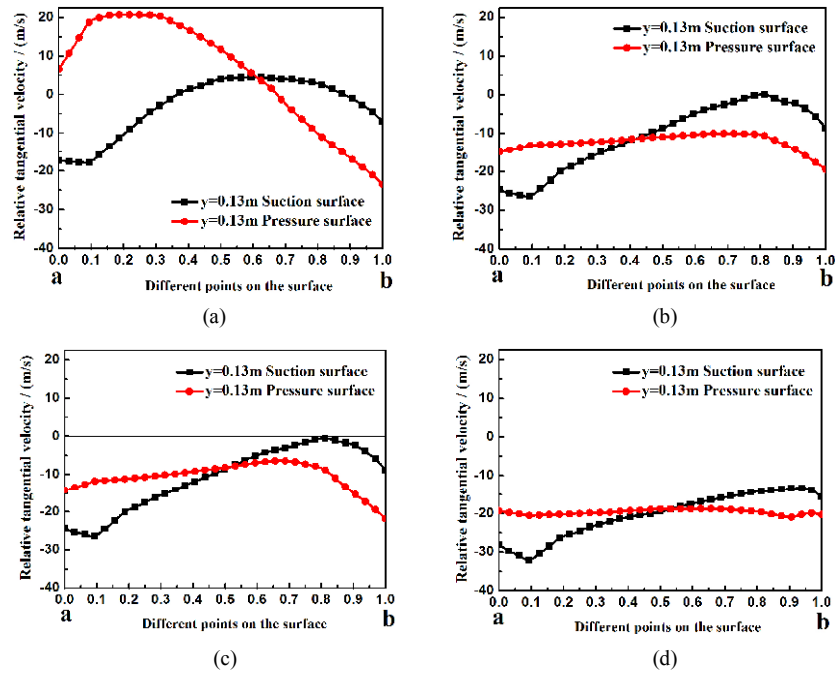 Relative tangential velocity / (m/s)
20
10
0
-10
-20
-30
-40
y=0.13m Suction surface
y=0.13m Pressure surface
0.0 0.1 0.2 0.3 0.4 0.5 0.6 0.7 0.8 0.9 1.0
a
b
Different points on the surface
(a)
Relative tangential velocity / (m/s)
20
10
0
-10
-20
-30
-40
y=0.13m Suction surface
y=0.13m Pressure surface
0.0 0.1 0.2 0.3 0.4 0.5 0.6 0.7 0.8 0.9 1.0
a
b
Different points on the surface
(b)
Relative tangential velocity / (m/s)
20
10
0
-10
-20
-30
-40
y=0.13m Suction surface
y=0.13m Pressure surface
0.0 0.1 0.2 0.3 0.4 0.5 0.6 0.7 0.8 0.9 1.0
a
b
Different points on the surface
(c)
Relative tangential velocity / (m/s)
20
10
0
-10
-20
-30
-40
y=0.13m Suction surface
y=0.13m Pressure surface
0.0 0.1 0.2 0.3 0.4 0.5 0.6 0.7 0.8 0.9 1.0
a
b
Different points on the surface
(d)